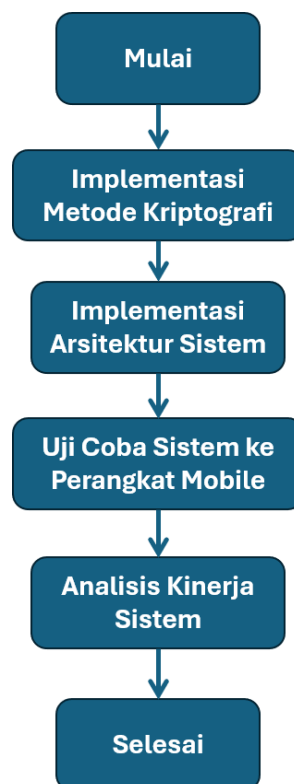 Mulai
Implementasi
Metode Kriptografi
Implementasi
Arsitektur Sistem
Uji Coba Sistem ke
Perangkat Mobile
Analisis Kinerja
Sistem
Selesai